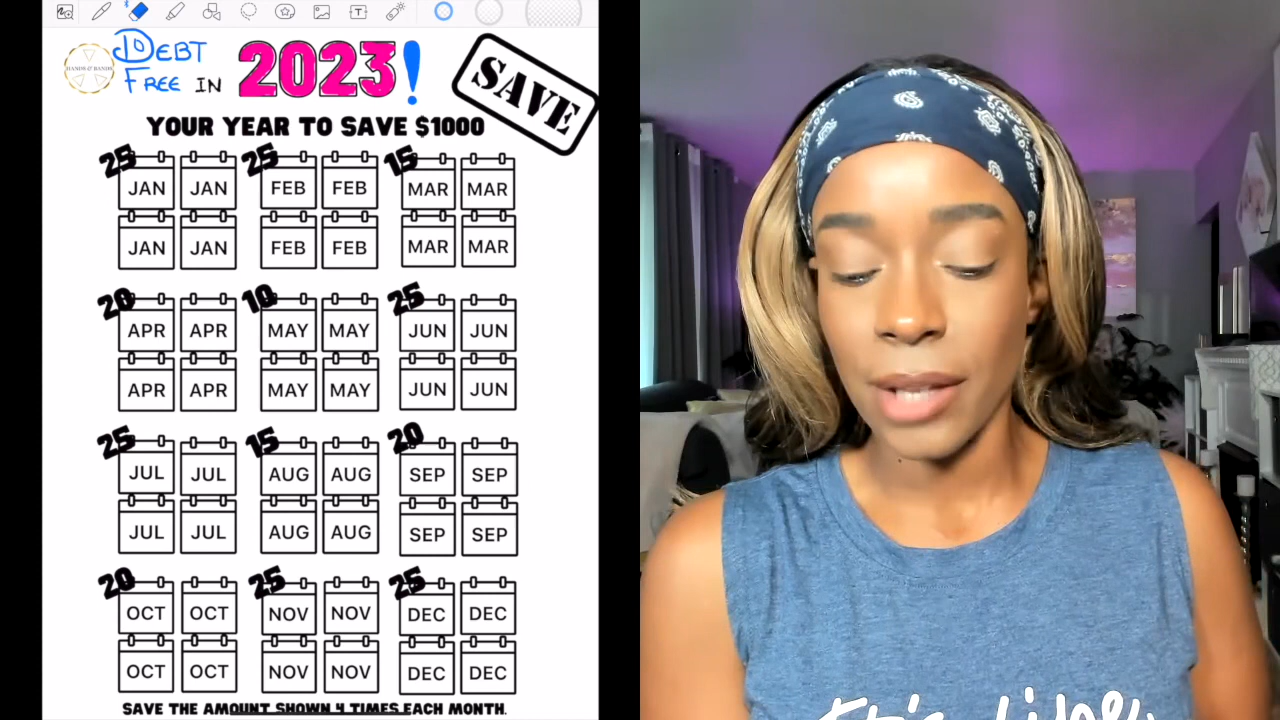 DEBT
FREE IN 2023!
HANDS & BANDS
SAVE
YOUR YEAR TO SAVE $1000
25 25 15
JAN JAN FEB FEB MAR MAR
JAN JAN FEB FEB MAR MAR
20 10 25
APR APR MAY MAY JUN JUN
APR APR MAY MAY JUN JUN
25 15 20
JUL JUL AUG AUG SEP SEP
JUL JUL AUG AUG SEP SEP
20 25 25
OCT OCT NOV NOV DEC DEC
OCT OCT NOV NOV DEC DEC
SAVE THE AMOUNT SHOWN 4 TIMES EACH MONTH.